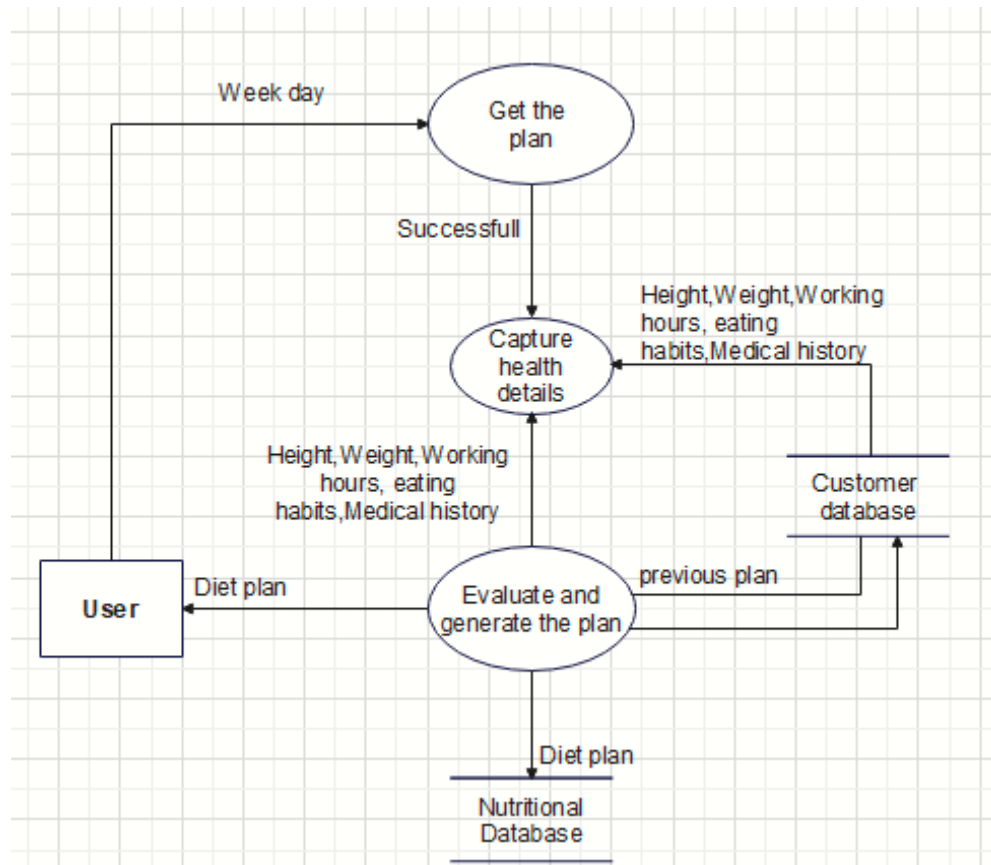 Week day
Get the
plan
Successfull
Height,Weight,Working
hours, eating
habits,Medical history
Capture
health
details
Height,Weight,Working
hours, eating
habits,Medical history
Customer
database
User
Diet plan
Evaluate and
generate the plan
previous plan
Diet plan
Nutritional
Database